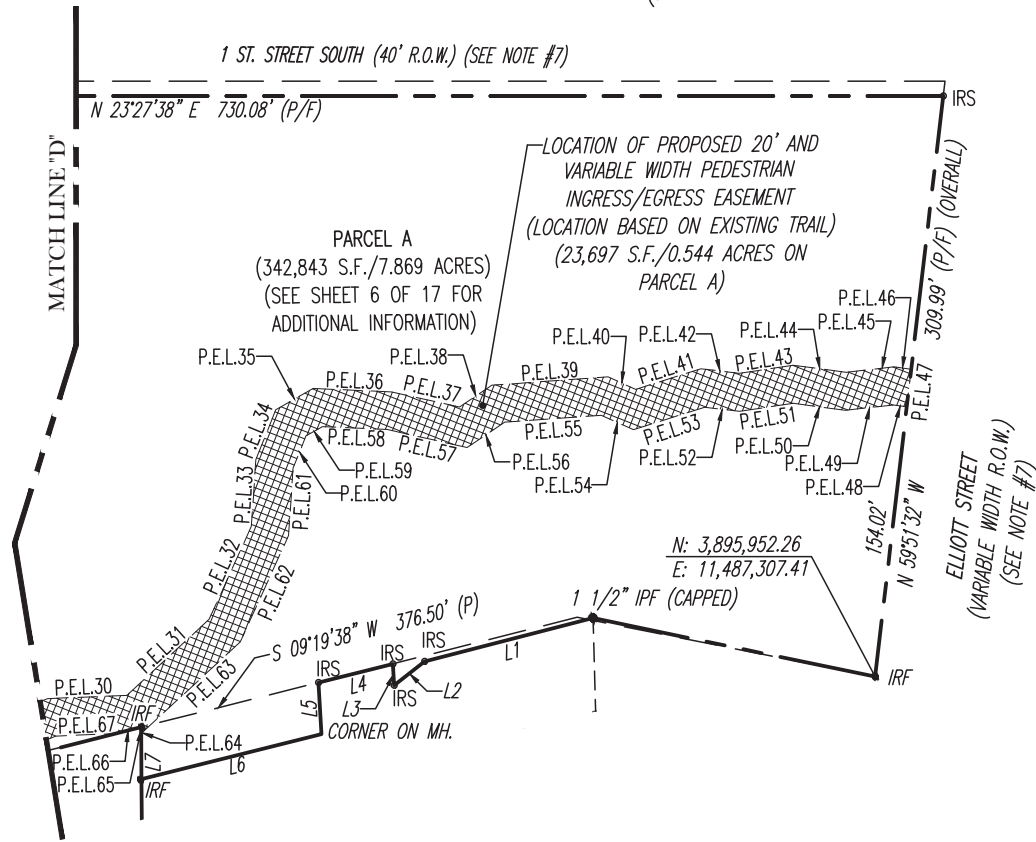 1 ST. STREET SOUTH (40' R.O.W.) (SEE NOTE #7)
N 23°27'38" E 730.08' (P/F)
IRS
MATCH LINE "D"
LOCATION OF PROPOSED 20' AND
VARIABLE WIDTH PEDESTRIAN
INGRESS/EGRESS EASEMENT
(LOCATION BASED ON EXISTING TRAIL)
(23,697 S.F./0.544 ACRES ON
PARCEL A)
309.99' (P/F) (OVERALL)
PARCEL A
(342,843 S.F./7.869 ACRES)
(SEE SHEET 6 OF 17 FOR
ADDITIONAL INFORMATION)
P.E.L.35
P.E.L.36
P.E.L.37
P.E.L.38
P.E.L.39
P.E.L.40
P.E.L.41
P.E.L.42
P.E.L.43
P.E.L.44
P.E.L.45
P.E.L.46
P.E.L.47
P.E.L.34
P.E.L.33
P.E.L.32
P.E.L.31
P.E.L.30
P.E.L.58
P.E.L.59
P.E.L.60
P.E.L.61
P.E.L.62
P.E.L.63
P.E.L.57
P.E.L.56
P.E.L.55
P.E.L.54
P.E.L.53
P.E.L.52
P.E.L.51
P.E.L.50
P.E.L.49
P.E.L.48
154.02'
N 59°51'32" W
ELLIOTT STREET
(VARIABLE WIDTH R.O.W.)
(SEE NOTE #7)
N: 3,895,952.26
E: 11,487,307.41
1 1/2" IPF (CAPPED)
S 09°19'38" W 376.50' (P)
IRS
IRS
L1
L4
L3
IRS
L2
IRF
L5
CORNER ON MH.
L6
P.E.L.67
IRF
P.E.L.64
P.E.L.66
P.E.L.65
L7
IRF